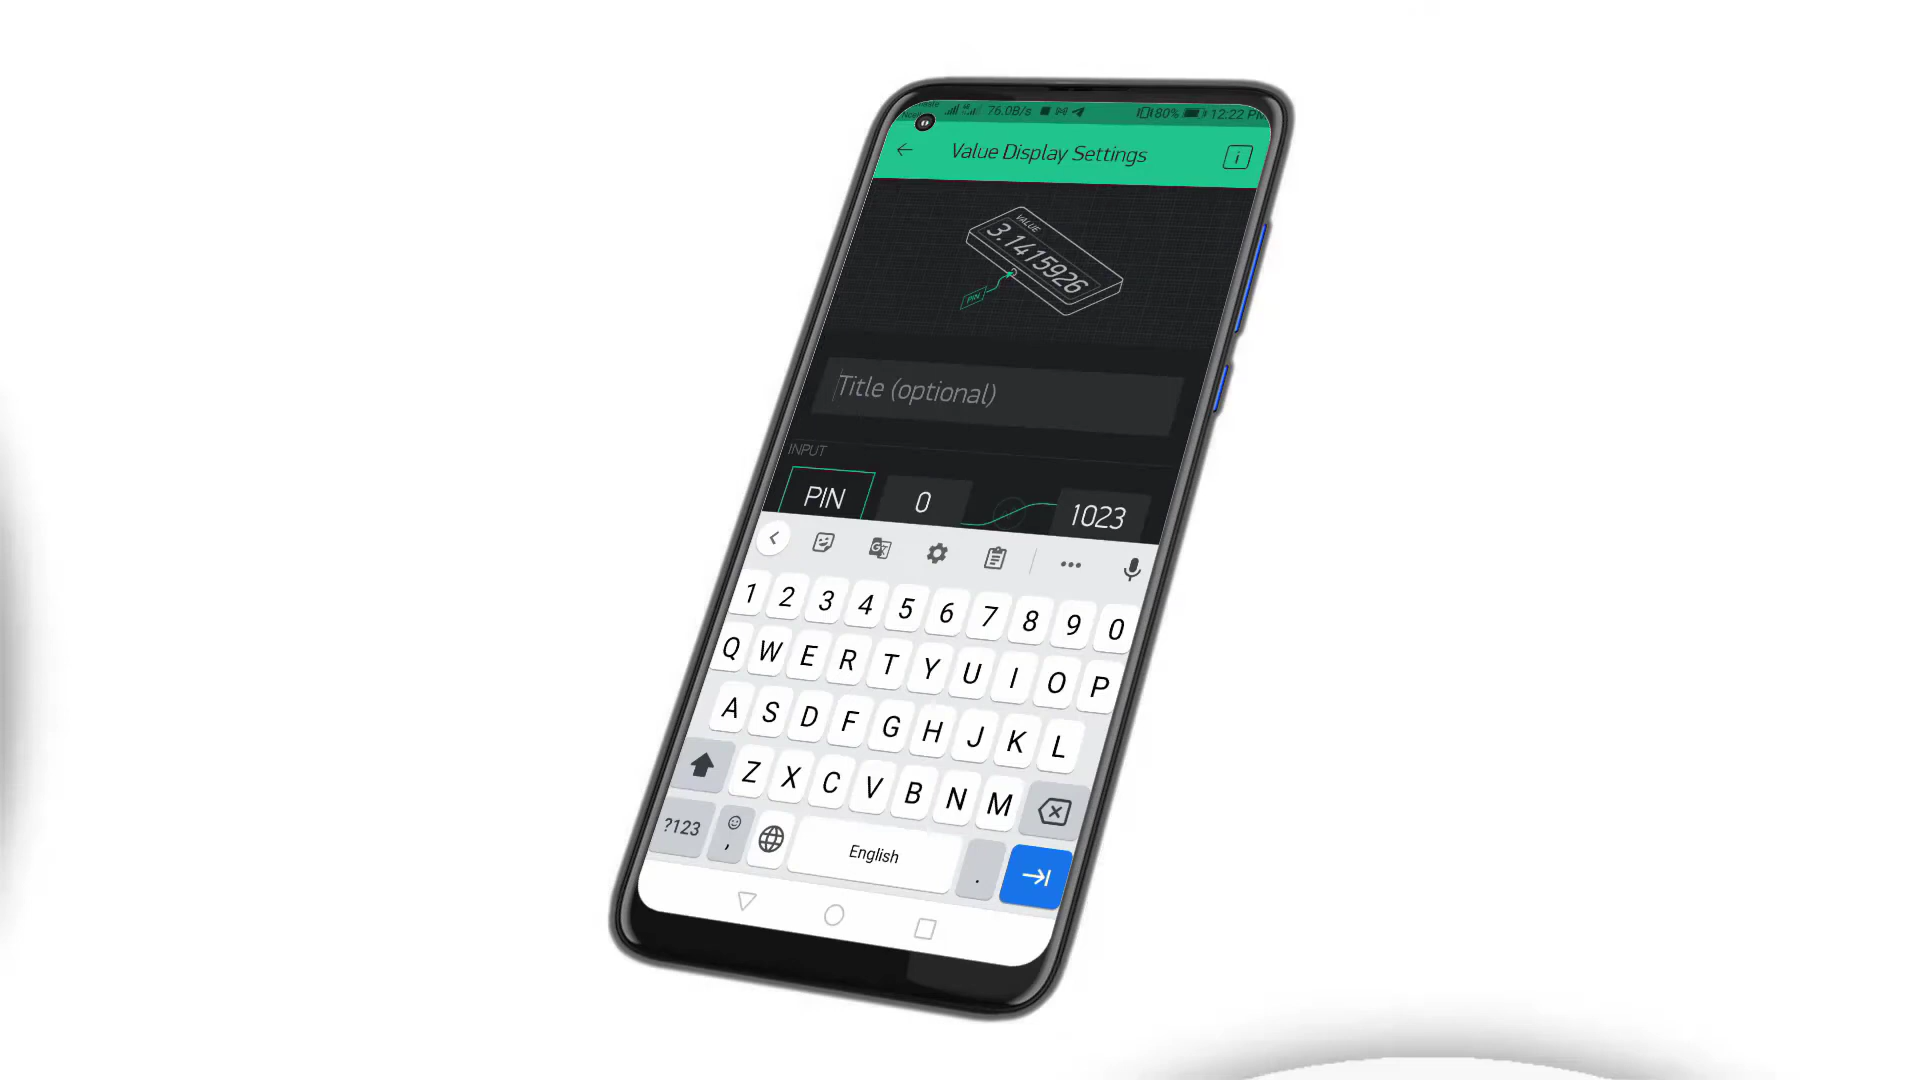 Ncell 76.0B/s 80% 12:22 PM
Value Display Settings
VALUE
3.1415926
PIN
Title (optional)
INPUT
PIN 0 1023
1 2 3 4 5 6 7 8 9 0
Q W E R T Y U I O P
A S D F G H J K L
Z X C V B N M
?123 , English .